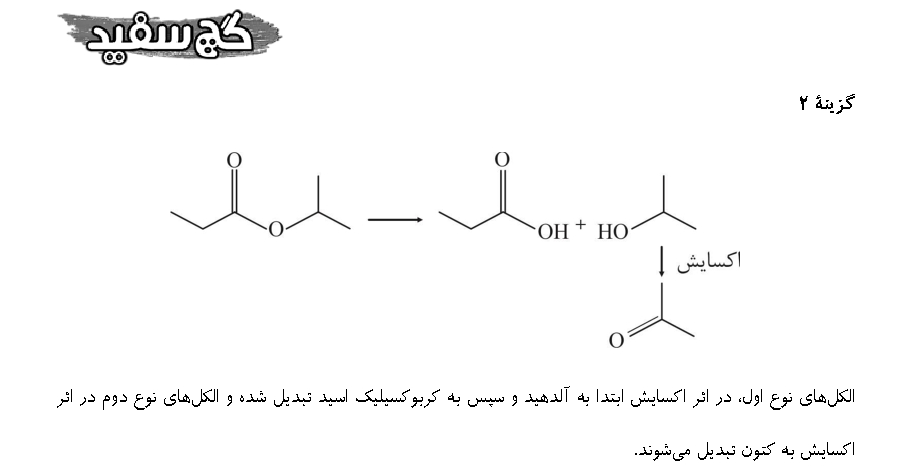 گچ سفید
گزینهٔ ۲
O O
O OH + HO
اکسایش
O
الکل‌های نوع اول، در اثر اکسایش ابتدا به آلدهید و سپس به کربوکسیلیک اسید تبدیل شده و الکل‌های نوع دوم در اثر
اکسایش به کتون تبدیل می‌شوند.